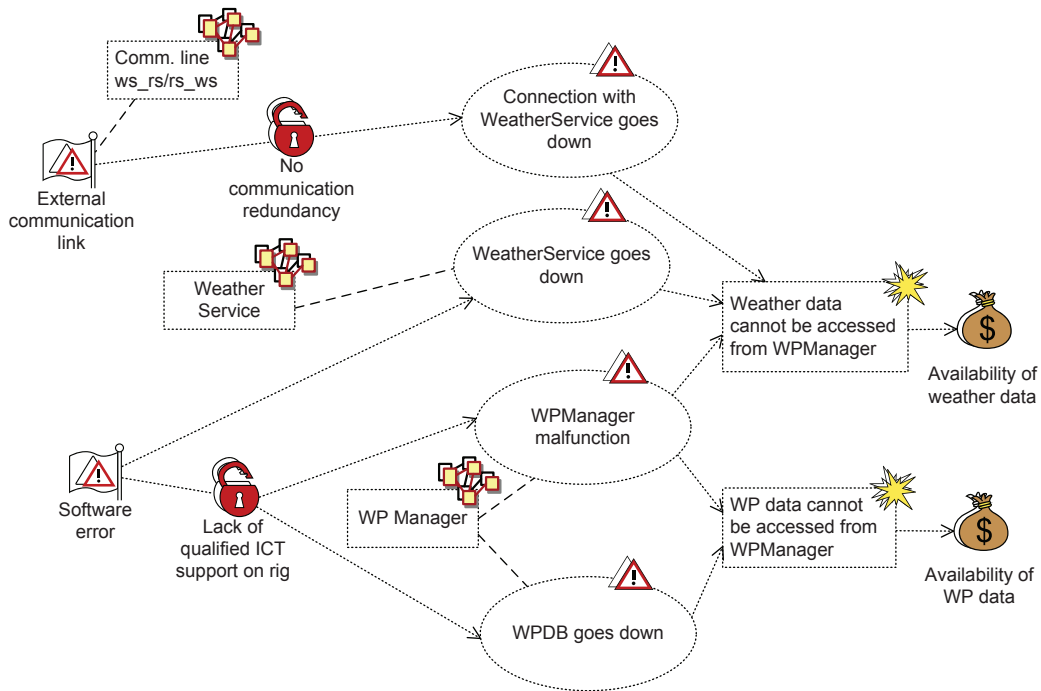 Comm. line
ws_rs/rs_ws
External
communication
link
No
communication
redundancy
Connection with
WeatherService goes
down
Weather
Service
WeatherService goes
down
Weather data
cannot be accessed
from WPManager
$
Availability of
weather data
Software
error
Lack of
qualified ICT
support on rig
WPManager
malfunction
WP Manager
WP data cannot
be accessed from
WPManager
$
Availability of
WP data
WPDB goes down